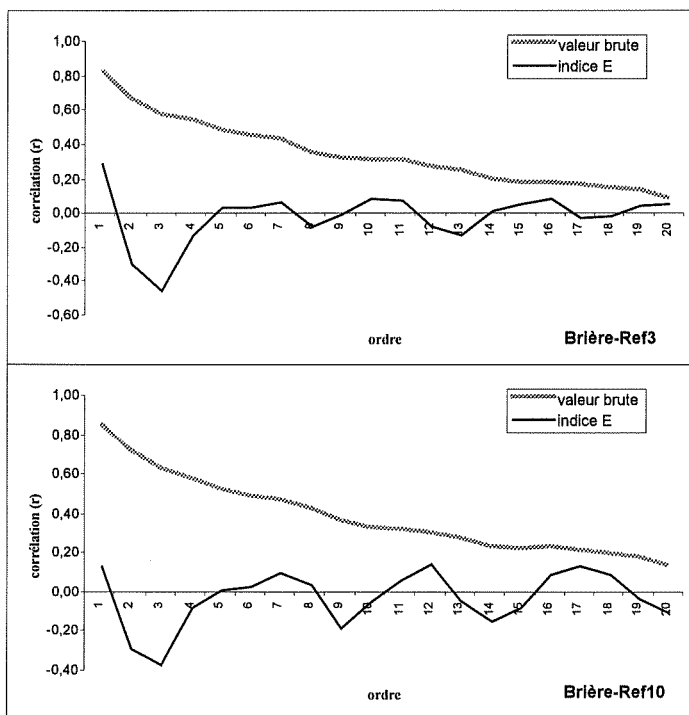 1,00
0,80
0,60
0,40
0,20
0,00
-0,20
-0,40
-0,60
corrélation (r)
valeur brute
indice E
1 2 3 4 5 6 7 8 9 10 11 12 13 14 15 16 17 18 19 20
ordre
Brière-Ref3
1,00
0,80
0,60
0,40
0,20
0,00
-0,20
-0,40
corrélation (r)
valeur brute
indice E
1 2 3 4 5 6 7 8 9 10 11 12 13 14 15 16 17 18 19 20
ordre
Brière-Ref10